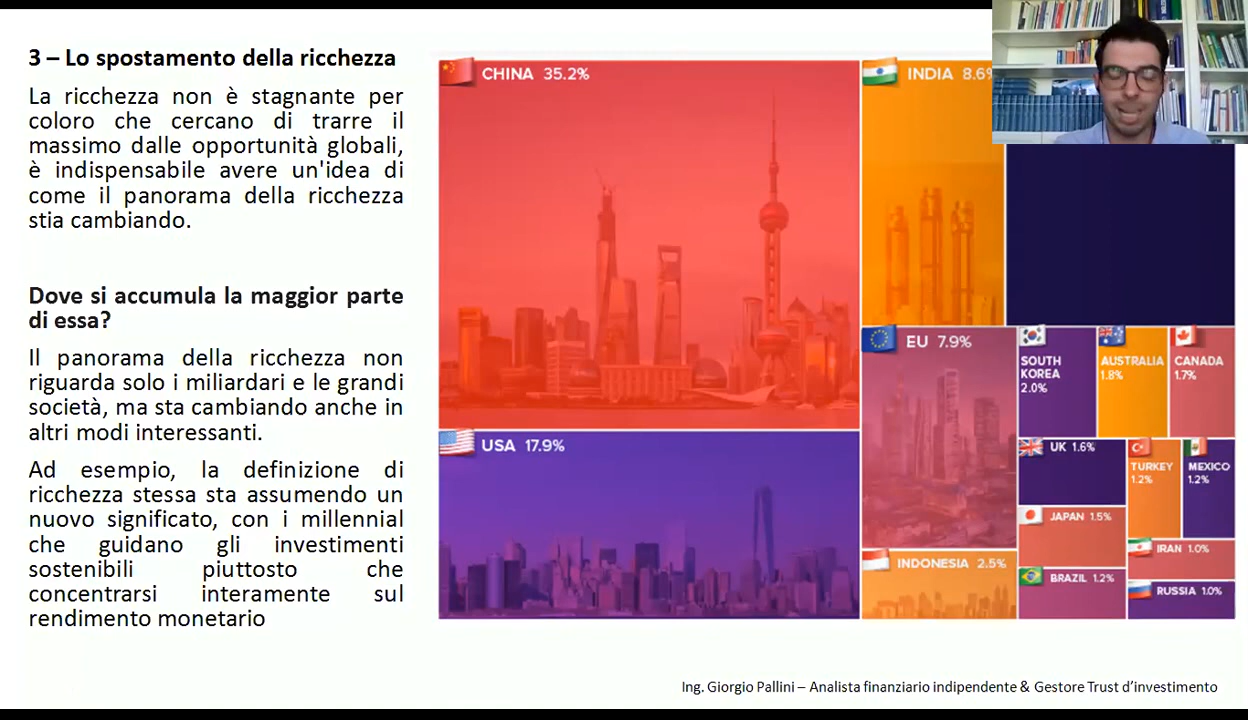 3 – Lo spostamento della ricchezza
La ricchezza non è stagnante per
coloro che cercano di trarre il
massimo dalle opportunità globali,
è indispensabile avere un'idea di
come il panorama della ricchezza
stia cambiando.
Dove si accumula la maggior parte
di essa?
Il panorama della ricchezza non
riguarda solo i miliardari e le grandi
società, ma sta cambiando anche in
altri modi interessanti.
Ad esempio, la definizione di
ricchezza stessa sta assumendo un
nuovo significato, con i millennial
che guidano gli investimenti
sostenibili piuttosto che
concentrarsi interamente sul
rendimento monetario
CHINA 35.2%
INDIA 8.6%
USA 17.9%
EU 7.9%
SOUTH
KOREA
2.0%
AUSTRALIA
1.8%
CANADA
1.7%
UK 1.6%
TURKEY
1.2%
MEXICO
1.2%
JAPAN 1.5%
IRAN 1.0%
INDONESIA 2.5%
BRAZIL 1.2%
RUSSIA 1.0%
Ing. Giorgio Pallini – Analista finanziario indipendente & Gestore Trust d'investimento